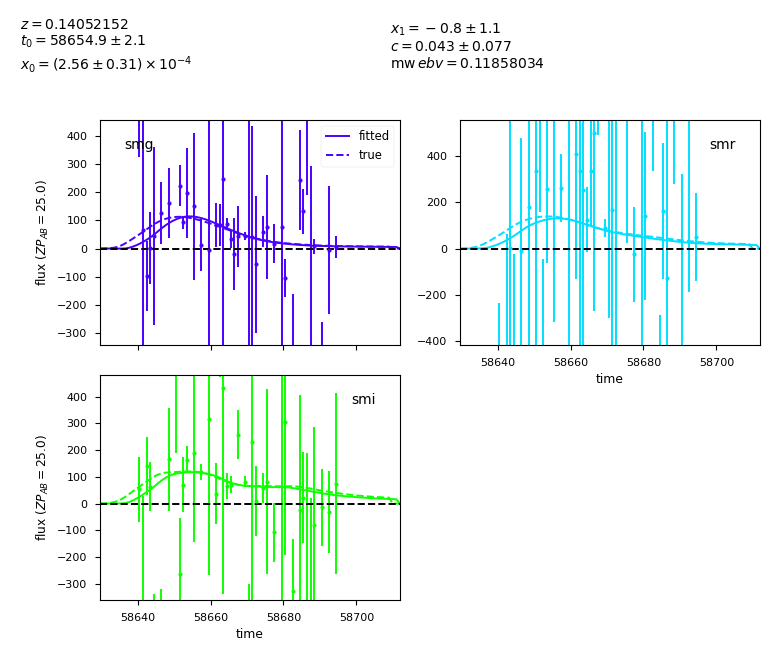 z = 0.14052152
t₀ = 58654.9 ± 2.1
x₀ = (2.56 ± 0.31) × 10⁻⁴
x₁ = −0.8 ± 1.1
c = 0.043 ± 0.077
mw ebv = 0.11858034
smg
fitted
true
400
300
200
100
0
−100
−200
−300
flux (ZP_AB = 25.0)
smr
400
200
0
−200
−400
58640 58660 58680 58700
time
smi
400
300
200
100
0
−100
−200
−300
flux (ZP_AB = 25.0)
58640 58660 58680 58700
time